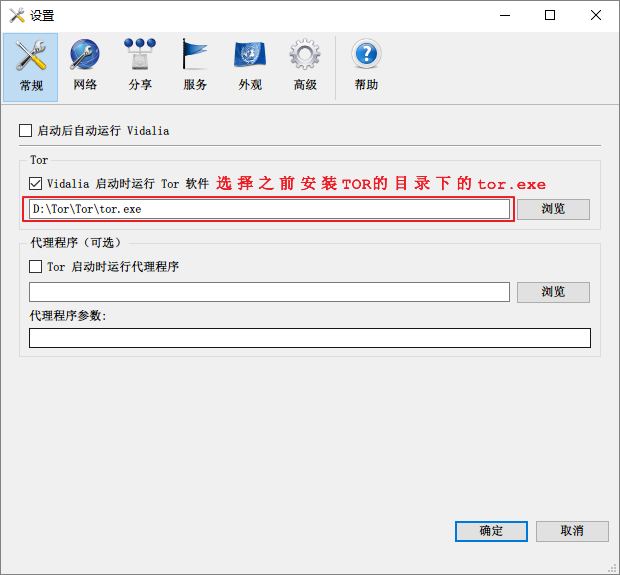 设置
常规 网络 分享 服务 外观 高级 帮助
启动后自动运行 Vidalia
Tor
Vidalia 启动时运行 Tor 软件 选择之前安装TOR的目录下的tor.exe
D:\Tor\Tor\tor.exe 浏览
代理程序（可选）
Tor 启动时运行代理程序
浏览
代理程序参数:
确定 取消